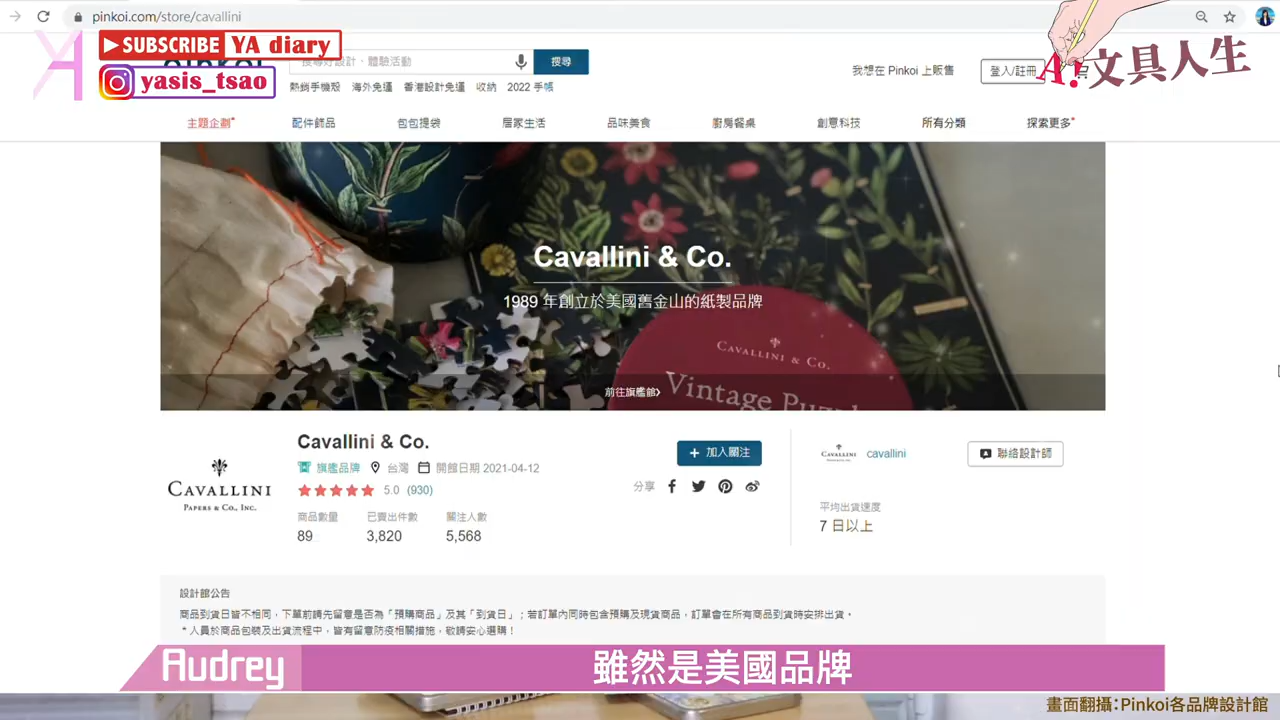 pinkoi.com/store/cavallini
YA
SUBSCRIBE YA diary
yasis_tsao
A!文具人生
搜尋好設計、體驗活動
搜尋
我想在 Pinkoi 上販售
登入/註冊
熱銷手機殼 海外免運 香港設計免運 收納 2022 手帳
主題企劃 配件飾品 包包提袋 居家生活 品味美食 廚房餐桌 創意科技 所有分類 探索更多
Cavallini & Co.
1989 年創立於美國舊金山的紙製品牌
CAVALLINI & CO.
Vintage
前往旗艦館
Cavallini & Co.
旗艦品牌 台灣 開館日期 2021-04-12
5.0 (930)
商品數量 已賣出件數 關注人數
89 3,820 5,568
CAVALLINI
PAPERS & CO., INC.
+ 加入關注
分享
CAVALLINI
cavallini
聯絡設計師
平均出貨速度
7 日以上
設計館公告
商品到貨日皆不相同，下單前請先留意是否為「預購商品」及其「到貨日」；若訂單內同時包含預購及現貨商品，訂單會在所有商品到貨時安排出貨。
* 人員於商品包裝及出貨流程中，皆有留意防疫相關措施，敬請安心選購！
Audrey
雖然是美國品牌
畫面翻攝：Pinkoi各品牌設計館